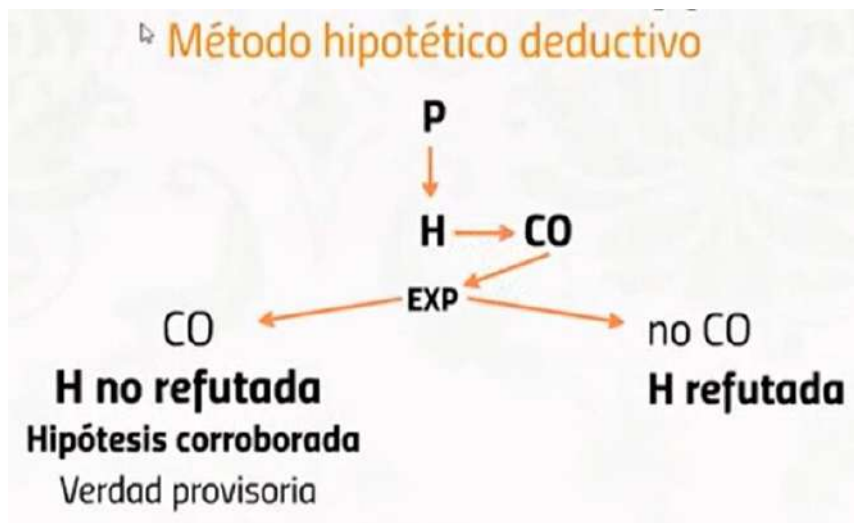 Método hipotético deductivo
P
H CO
EXP
CO
H no refutada
Hipótesis corroborada
Verdad provisoria
no CO
H refutada